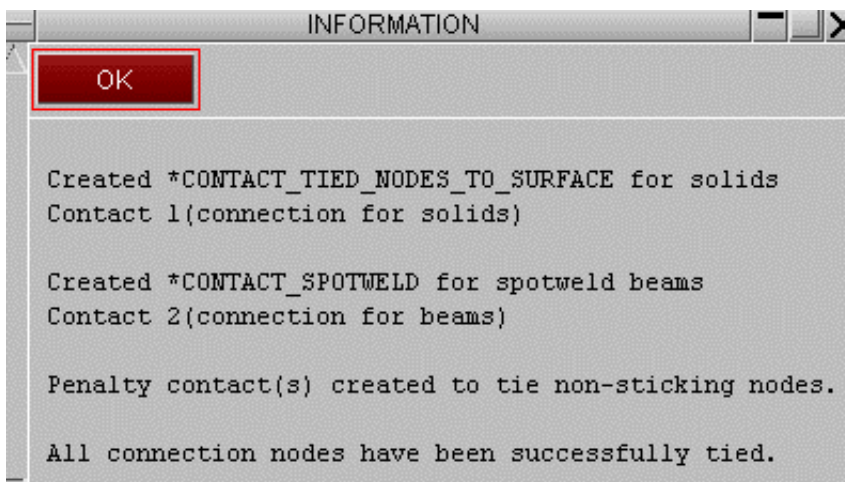 INFORMATION
OK
Created *CONTACT_TIED_NODES_TO_SURFACE for solids
Contact 1(connection for solids)
Created *CONTACT_SPOTWELD for spotweld beams
Contact 2(connection for beams)
Penalty contact(s) created to tie non-sticking nodes.
All connection nodes have been successfully tied.